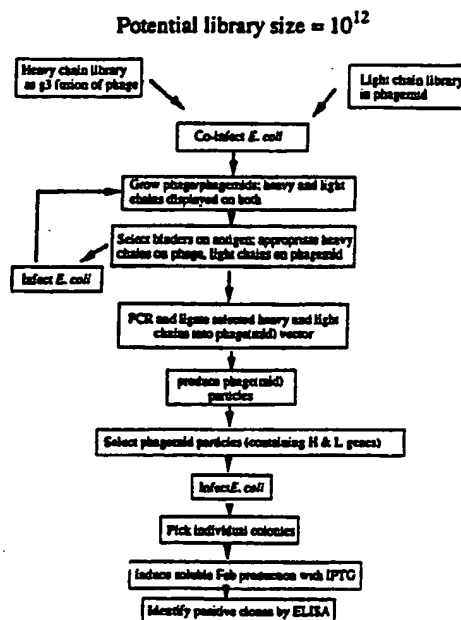 Potential library size = 10^12
Heavy chain library
as g3 fusion of phage
Light chain library
in phagemid
Co-infect E. coli
Grow phage/phagemids; heavy and light
chains displayed on both
Select binders on antigen; appropriate heavy
chains on phage, light chains on phagemid
Infect E. coli
PCR and ligate selected heavy and light
chains into phage(mid) vector
produce phage(mid)
particles
Select phagemid particles (containing H & L genes)
Infect E. coli
Pick individual colonies
Induce soluble Fab production with IPTG
Identify positive clones by ELISA